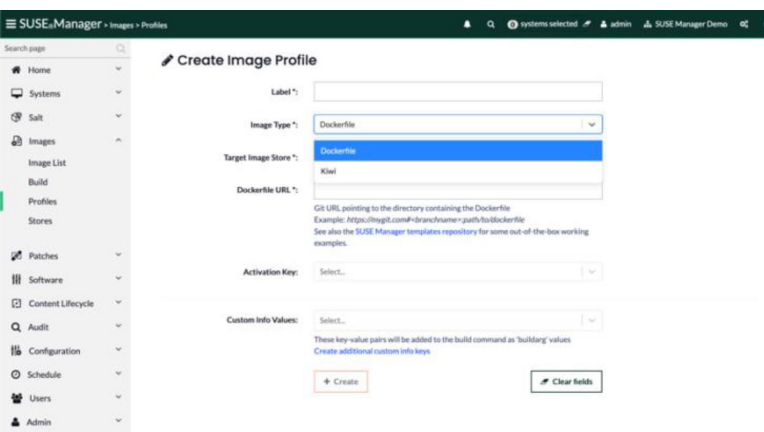 SUSE®Manager > Images > Profiles
0 systems selected
admin
SUSE Manager Demo
Search page
Home
Systems
Salt
Images
Image List
Build
Profiles
Stores
Patches
Software
Content Lifecycle
Audit
Configuration
Schedule
Users
Admin
Create Image Profile
Label *:
Image Type *:
Dockerfile
Dockerfile
Kiwi
Target Image Store *:
Dockerfile URL *:
Git URL pointing to the directory containing the Dockerfile
Example: https://mygit.com#<branchname>:path/to/dockerfile
See also the SUSE Manager templates repository for some out-of-the-box working
examples.
Activation Key:
Select...
Custom Info Values:
Select...
These key-value pairs will be added to the build command as 'buildarg' values
Create additional custom info keys
+ Create
Clear fields